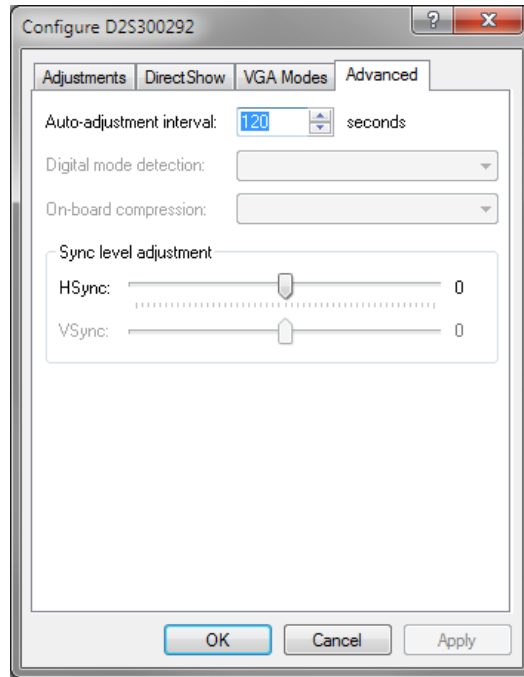 Configure D2S300292
?
X
Adjustments DirectShow VGA Modes Advanced
Auto-adjustment interval: 120 seconds
Digital mode detection:
On-board compression:
Sync level adjustment
HSync: 0
VSync: 0
OK Cancel Apply